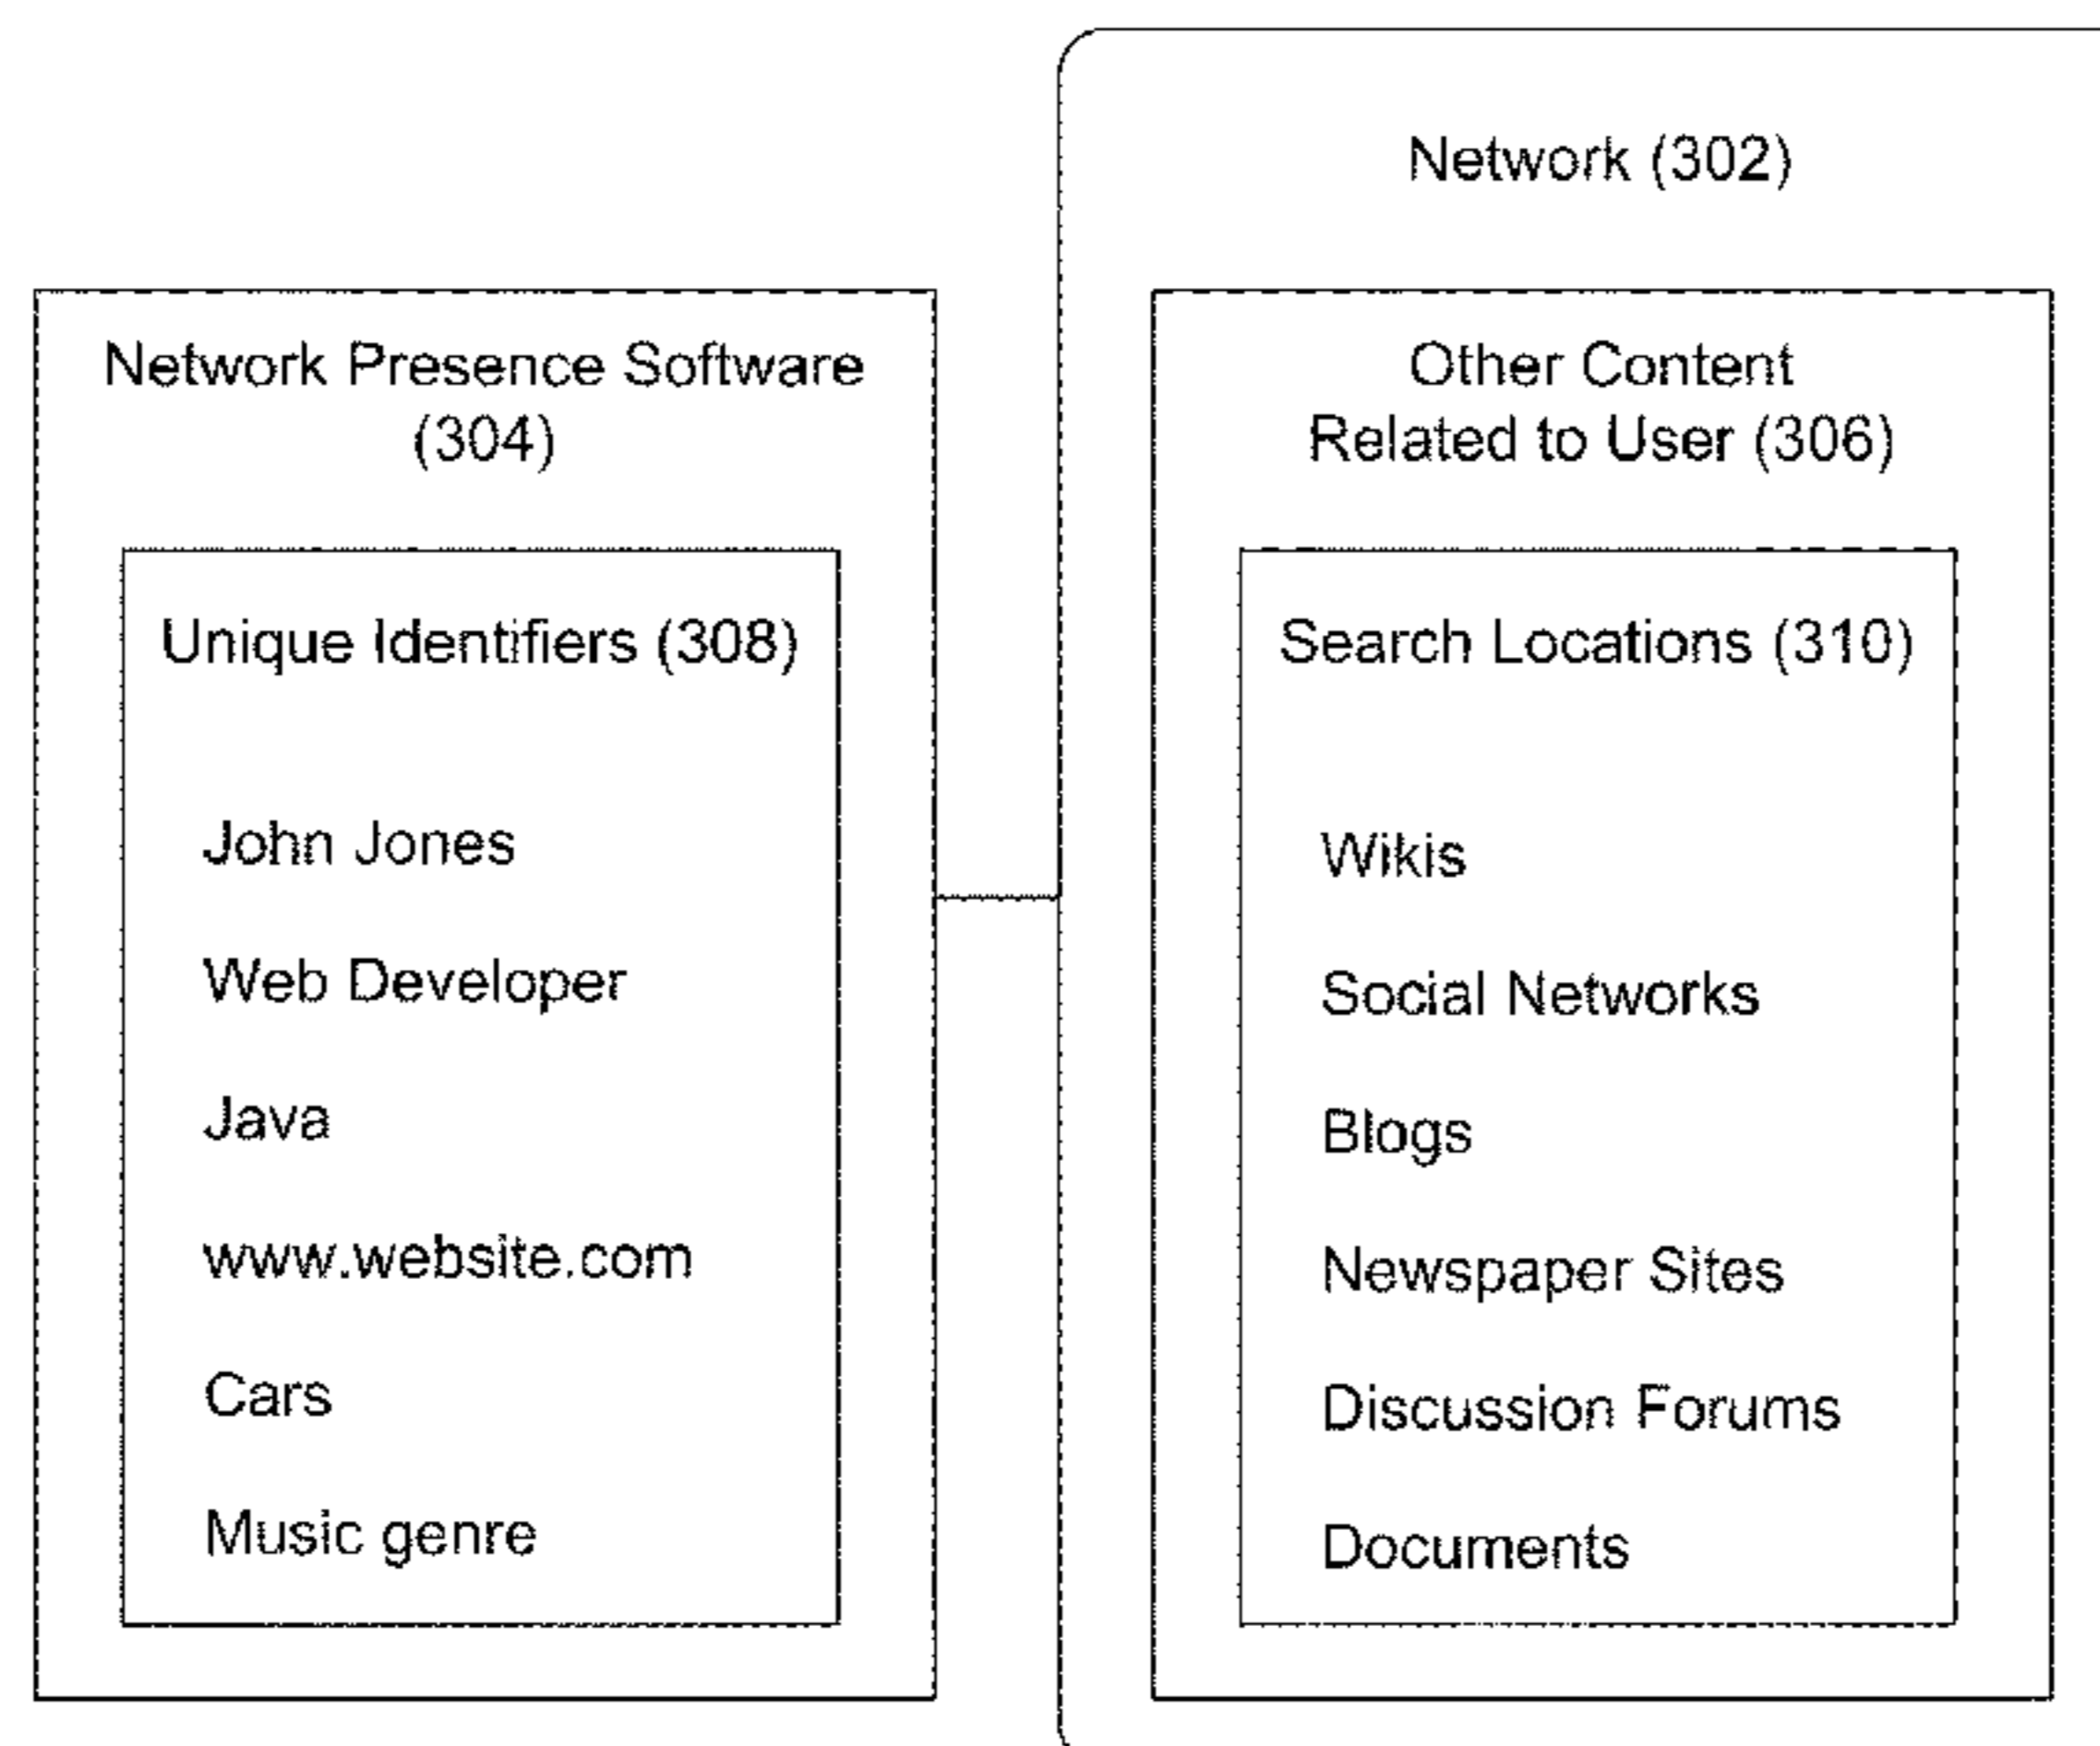 Network (302)
Network Presence Software
(304)
Unique Identifiers (308)
John Jones
Web Developer
Java
www.website.com
Cars
Music genre
Other Content
Related to User (306)
Search Locations (310)
Wikis
Social Networks
Blogs
Newspaper Sites
Discussion Forums
Documents